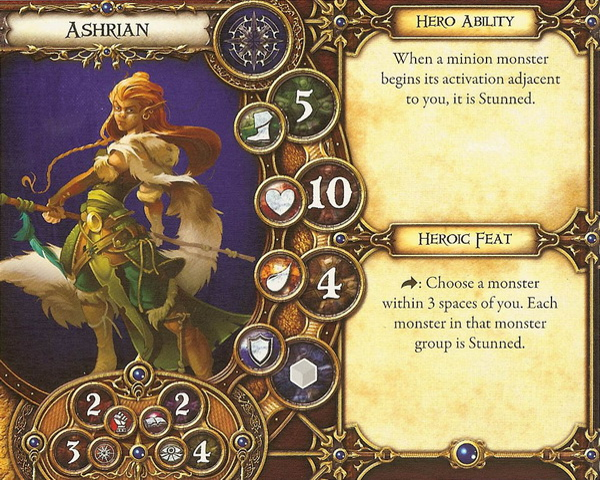 ASHRIAN
5
10
4
2
2
3
4
HERO ABILITY
When a minion monster
begins its activation adjacent
to you, it is Stunned.
HEROIC FEAT
: Choose a monster
within 3 spaces of you. Each
monster in that monster
group is Stunned.